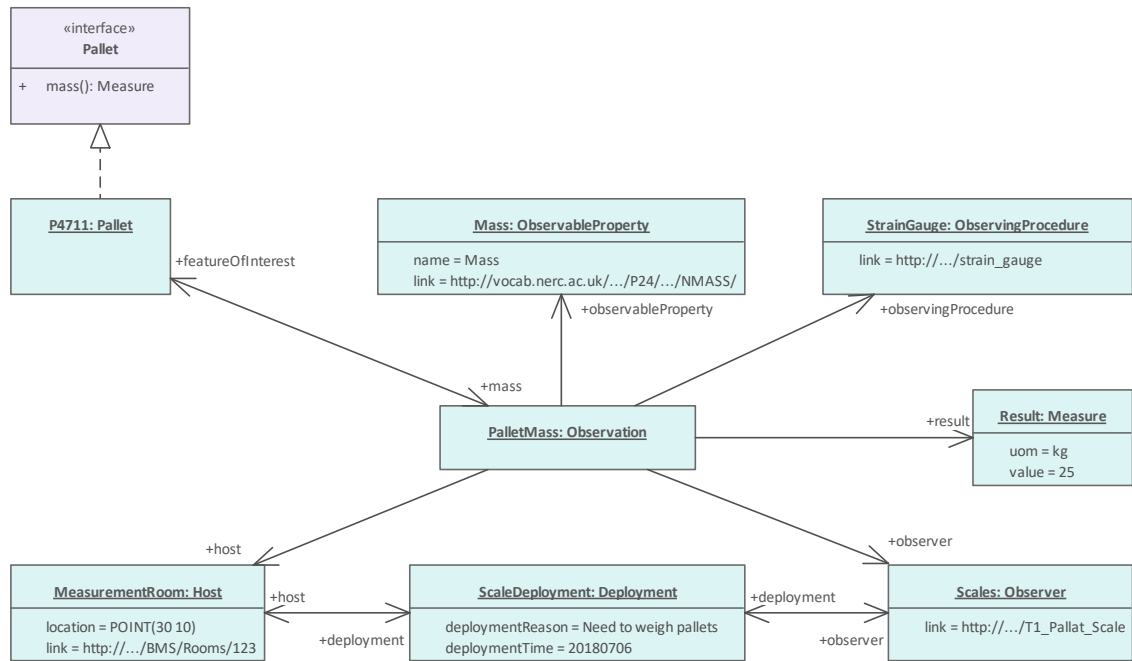 «interface»
Pallet
+ mass(): Measure
P4711: Pallet
Mass: ObservableProperty
name = Mass
link = http://vocab.nerc.ac.uk/.../P24/.../NMASS/
StrainGauge: ObservingProcedure
link = http://.../strain_gauge
+featureOfInterest
+observableProperty
+observingProcedure
+mass
PalletMass: Observation
+result
Result: Measure
uom = kg
value = 25
+host
+observer
MeasurementRoom: Host
location = POINT(30 10)
link = http://.../BMS/Rooms/123
+host
+deployment
ScaleDeployment: Deployment
deploymentReason = Need to weigh pallets
deploymentTime = 20180706
+deployment
+observer
Scales: Observer
link = http://.../T1_Pallat_Scale